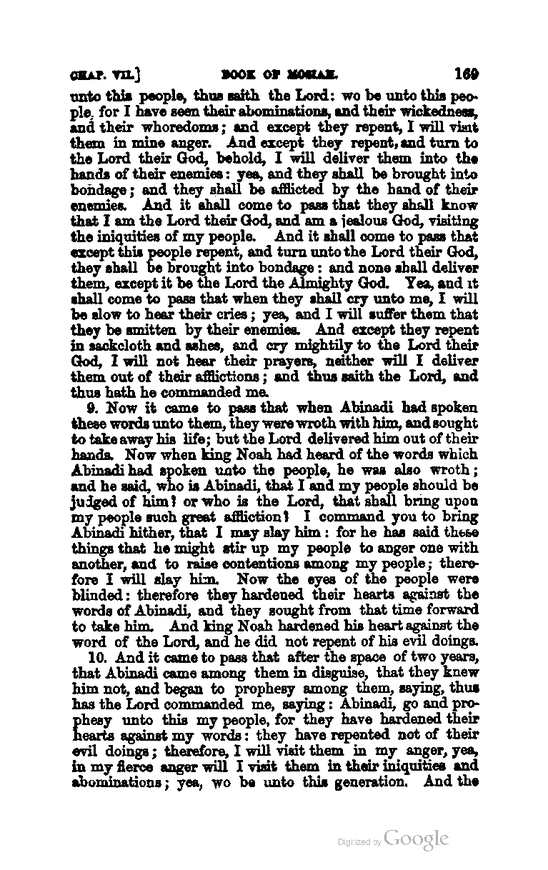 CHAP. VII.] BOOK OF MOSIAH. 169
unto this people, thus saith the Lord: wo be unto this peo-
ple, for I have seen their abominations, and their wickedness,
and their whoredoms; and except they repent, I will visit
them in mine anger. And except they repent, and turn to
the Lord their God, behold, I will deliver them into the
hands of their enemies: yea, and they shall be brought into
bondage; and they shall be afflicted by the hand of their
enemies. And it shall come to pass that they shall know
that I am the Lord their God, and am a jealous God, visiting
the iniquities of my people. And it shall come to pass that
except this people repent, and turn unto the Lord their God,
they shall be brought into bondage: and none shall deliver
them, except it be the Lord the Almighty God. Yea, and it
shall come to pass that when they shall cry unto me, I will
be slow to hear their cries; yea, and I will suffer them that
they be smitten by their enemies. And except they repent
in sackcloth and ashes, and cry mightily to the Lord their
God, I will not hear their prayers, neither will I deliver
them out of their afflictions; and thus saith the Lord, and
thus hath he commanded me.
9. Now it came to pass that when Abinadi had spoken
these words unto them, they were wroth with him, and sought
to take away his life; but the Lord delivered him out of their
hands. Now when king Noah had heard of the words which
Abinadi had spoken unto the people, he was also wroth;
and he said, who is Abinadi, that I and my people should be
judged of him? or who is the Lord, that shall bring upon
my people such great affliction? I command you to bring
Abinadi hither, that I may slay him: for he has said these
things that he might stir up my people to anger one with
another, and to raise contentions among my people; there-
fore I will slay him. Now the eyes of the people were
blinded: therefore they hardened their hearts against the
words of Abinadi, and they sought from that time forward
to take him. And king Noah hardened his heart against the
word of the Lord, and he did not repent of his evil doings.
10. And it came to pass that after the space of two years,
that Abinadi came among them in disguise, that they knew
him not, and began to prophesy among them, saying, thus
has the Lord commanded me, saying: Abinadi, go and pro-
phesy unto this my people, for they have hardened their
hearts against my words: they have repented not of their
evil doings; therefore, I will visit them in my anger, yea,
in my fierce anger will I visit them in their iniquities and
abominations; yea, wo be unto this generation. And the
Digitized by Google